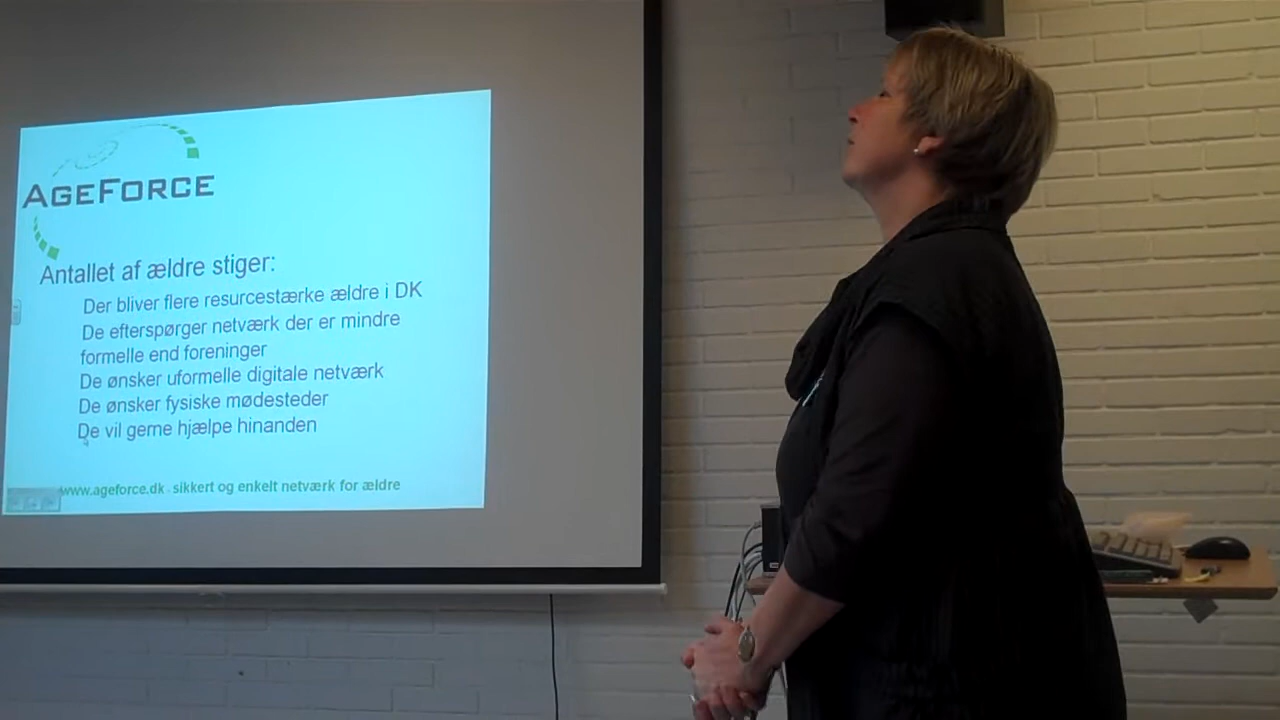 AGEFORCE
Antallet af ældre stiger:
Der bliver flere resurcestærke ældre i DK
De efterspørger netværk der er mindre
formelle end foreninger
De ønsker uformelle digitale netværk
De ønsker fysiske mødesteder
De vil gerne hjælpe hinanden
www.ageforce.dk - sikkert og enkelt netværk for ældre